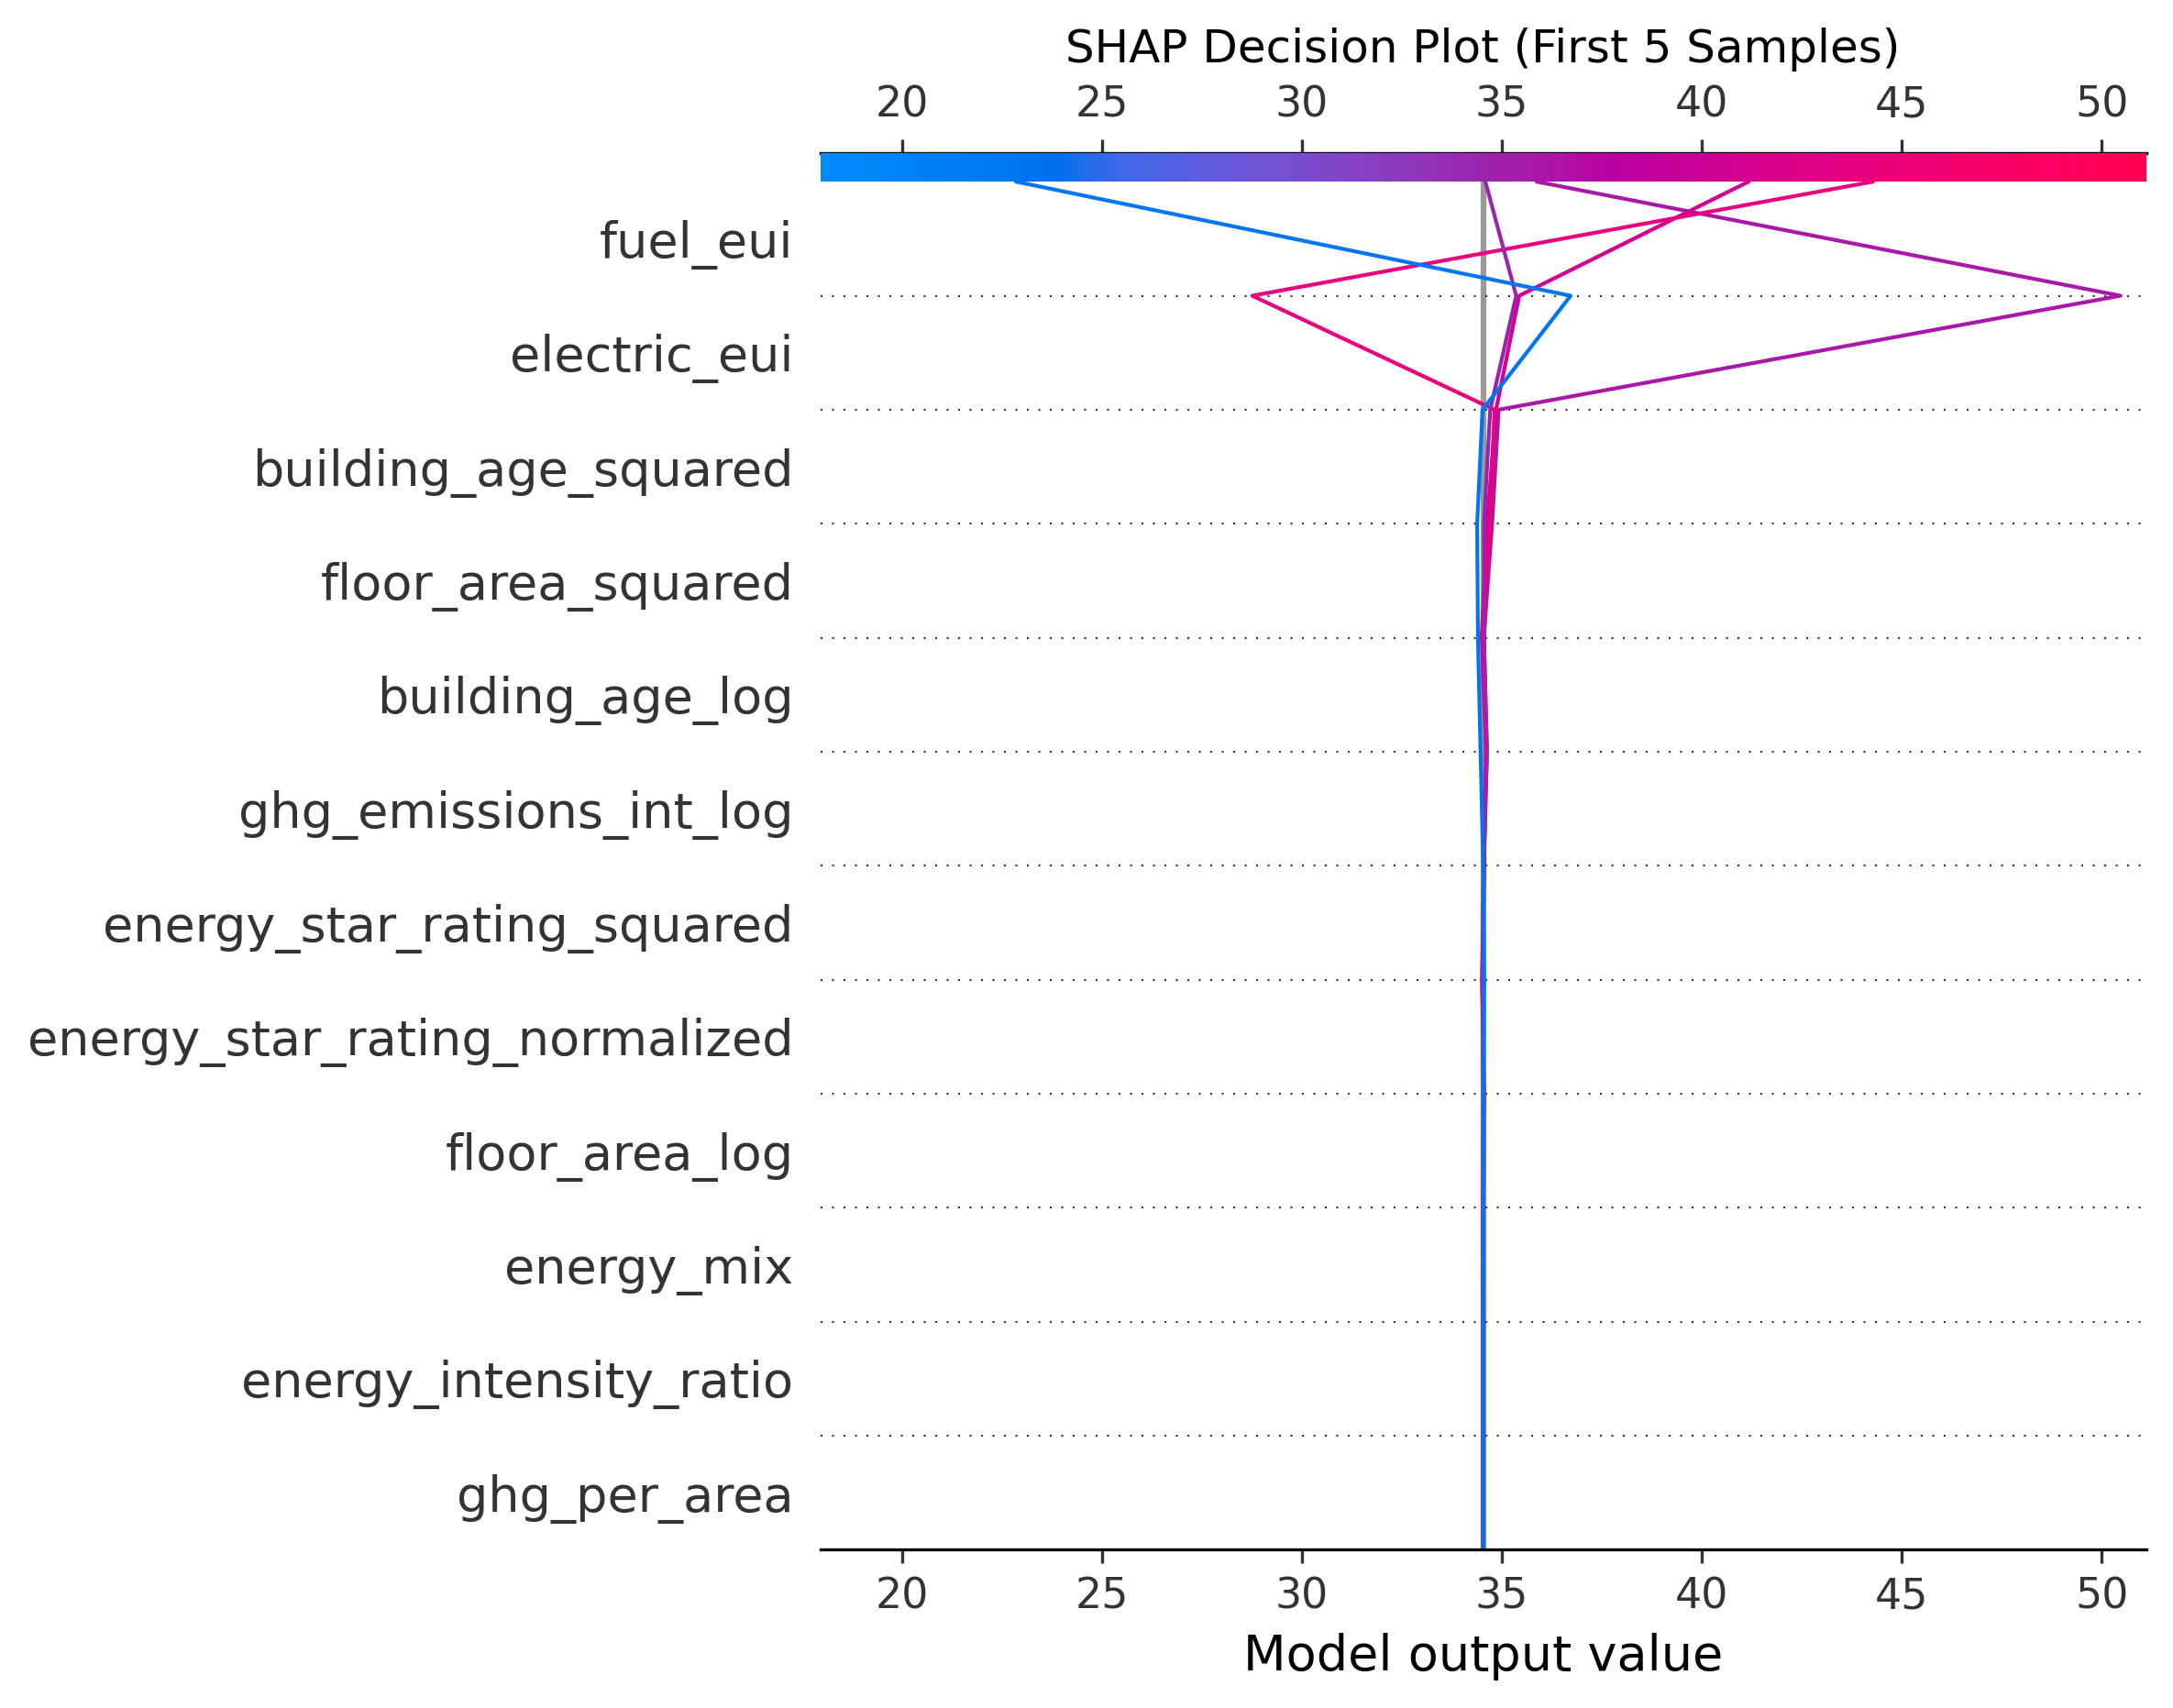 SHAP Decision Plot (First 5 Samples)
20 25 30 35 40 45 50
fuel_eui
electric_eui
building_age_squared
floor_area_squared
building_age_log
ghg_emissions_int_log
energy_star_rating_squared
energy_star_rating_normalized
floor_area_log
energy_mix
energy_intensity_ratio
ghg_per_area
20 25 30 35 40 45 50
Model output value